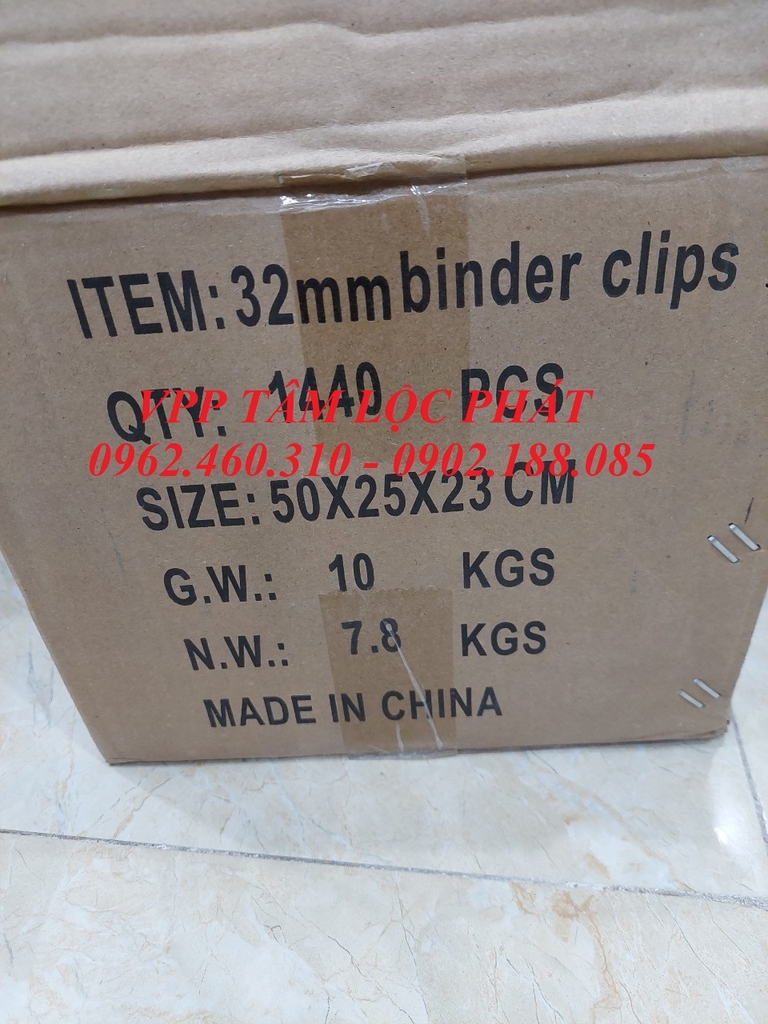 ITEM: 32mm binder clips
QTY: 1440 PCS
VPP TÂM LỘC PHÁT
0962.460.310 - 0902.188.085
SIZE: 50X25X23 CM
G.W.: 10 KGS
N.W.: 7.8 KGS
MADE IN CHINA